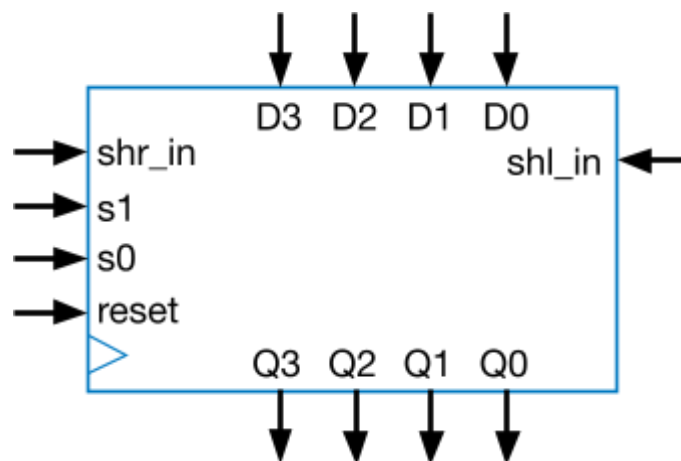 D3 D2 D1 D0
shr_in
shl_in
s1
s0
reset
Q3 Q2 Q1 Q0